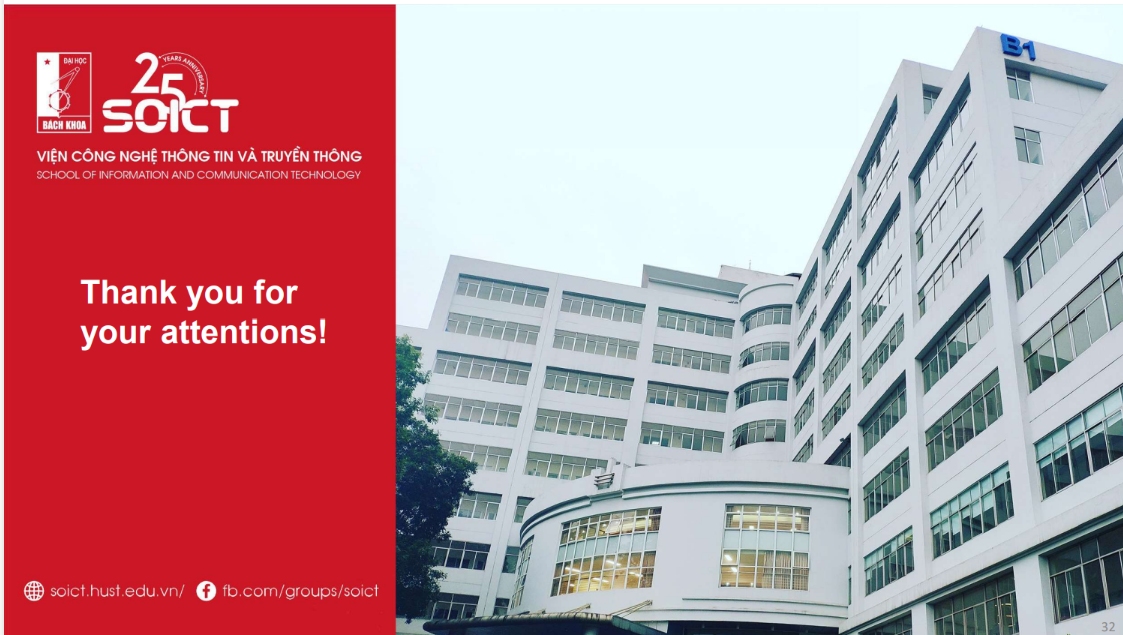 ĐẠI HỌC
BÁCH KHOA
25
YEARS ANNIVERSARY
SOICT
VIỆN CÔNG NGHỆ THÔNG TIN VÀ TRUYỀN THÔNG
SCHOOL OF INFORMATION AND COMMUNICATION TECHNOLOGY
Thank you for
your attentions!
soict.hust.edu.vn/ fb.com/groups/soict
B1
32